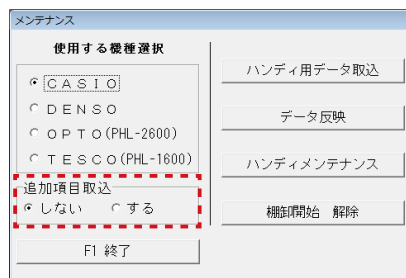 メンテナンス
使用する機種選択
ＣＡＳＩＯ
ＤＥＮＳＯ
ＯＰＴＯ(PHL-2600)
ＴＥＳＣＯ(PHL-1600)
追加項目取込
しない
する
F1 終了
ハンディ用データ取込
データ反映
ハンディメンテナンス
棚卸開始　解除